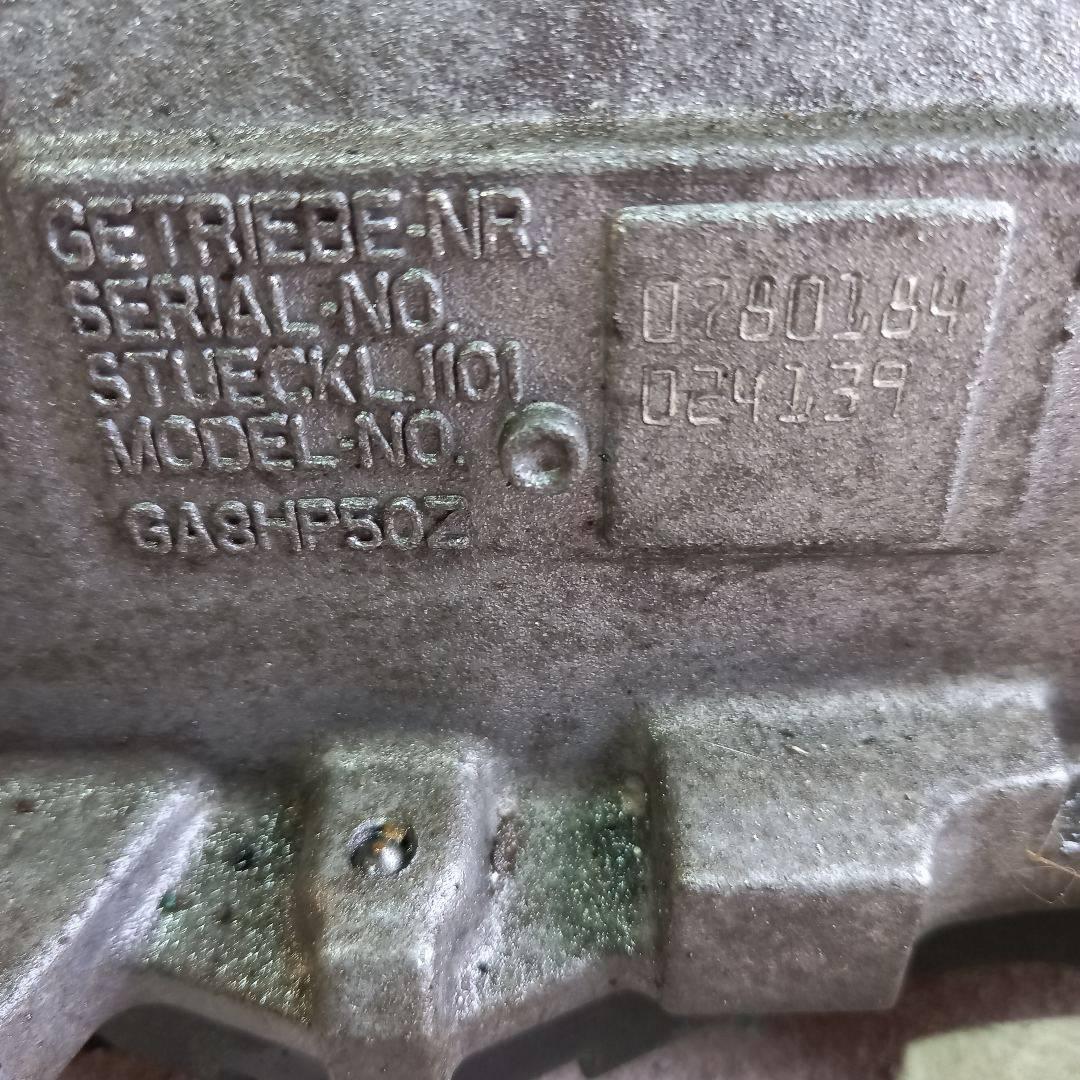 GETRIEBE-NR.
SERIAL-NO.
STUECKL.1101
MODEL-NO.
GA8HP50Z
0780184
024139